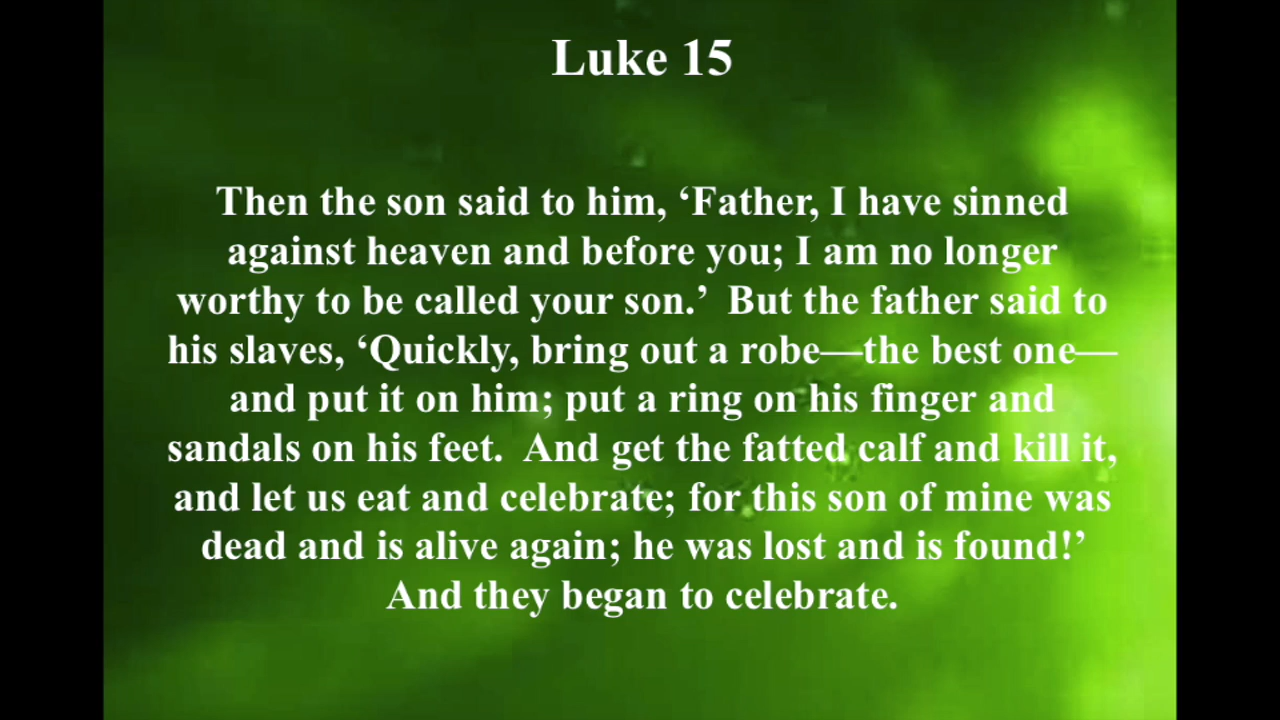 Luke 15
Then the son said to him, ‘Father, I have sinned
against heaven and before you; I am no longer
worthy to be called your son.’  But the father said to
his slaves, ‘Quickly, bring out a robe—the best one—
and put it on him; put a ring on his finger and
sandals on his feet.  And get the fatted calf and kill it,
and let us eat and celebrate; for this son of mine was
dead and is alive again; he was lost and is found!’
And they began to celebrate.